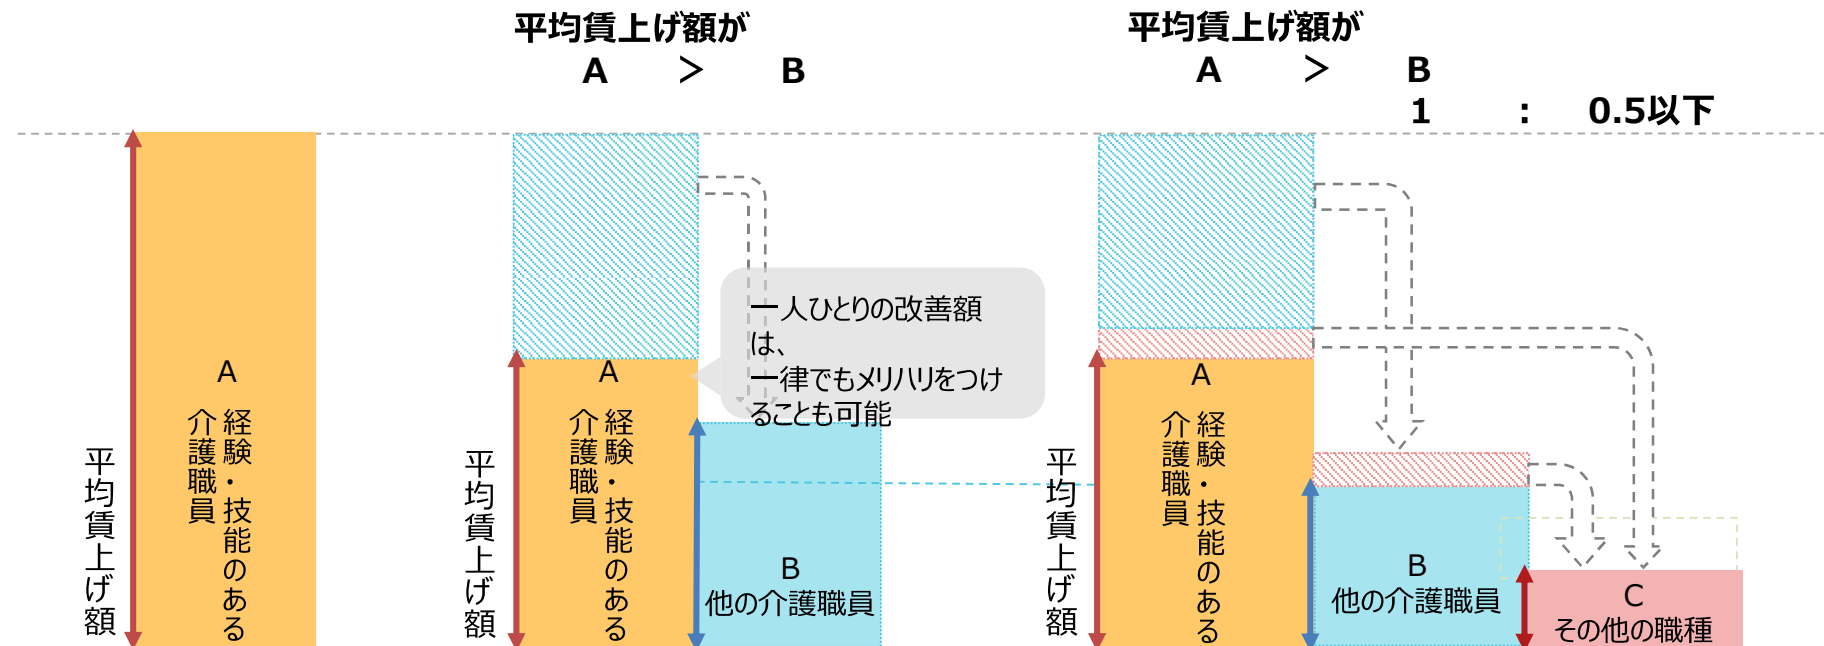 平均賃上げ額が
A > B
平均賃上げ額が
A > B
1 : 0.5以下
平均賃上げ額
A
経験・技能のある
介護職員
平均賃上げ額
A
経験・技能のある
介護職員
一人ひとりの改善額
は、
一律でもメリハリをつけ
ることも可能
B
他の介護職員
平均賃上げ額
A
経験・技能のある
介護職員
B
他の介護職員
C
その他の職種